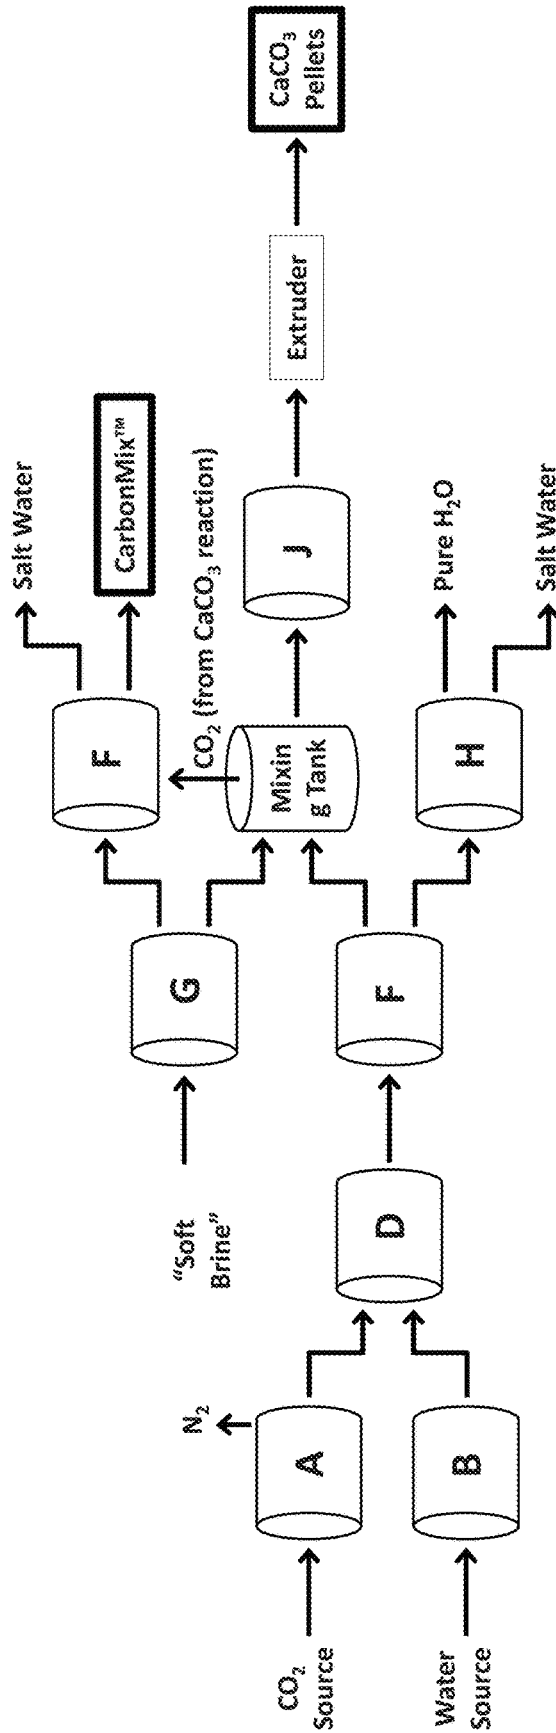 CO₂
Source
Water
Source
A
B
N₂
D
"Soft
Brine"
G
F
F
Mixin
g Tank
CO₂ (from CaCO₃ reaction)
H
Salt Water
CarbonMix™
J
Pure H₂O
Salt Water
Extruder
CaCO₃
Pellets